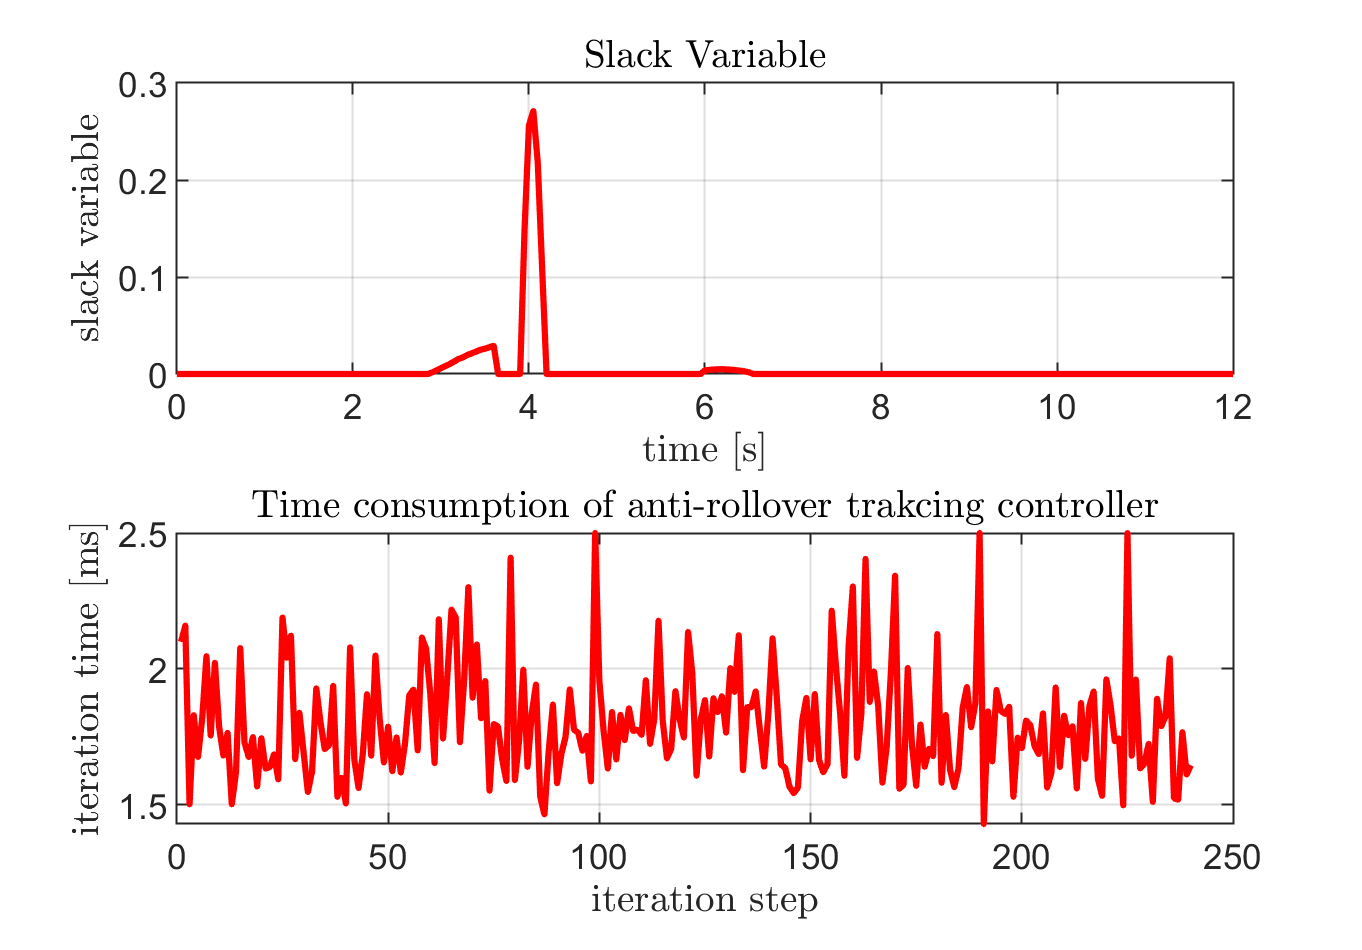 Slack Variable
slack variable
0.3
0.2
0.1
0
0 2 4 6 8 10 12
time [s]
Time consumption of anti-rollover trakcing controller
iteration time [ms]
2.5
2
1.5
0 50 100 150 200 250
iteration step